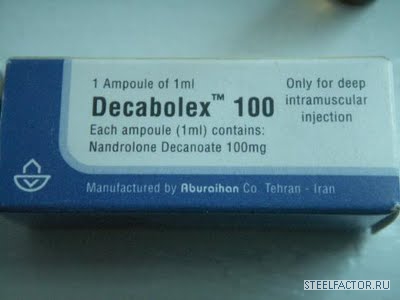 1 Ampoule of 1ml
Decabolex™ 100
Each ampoule (1ml) contains:
Nandrolone Decanoate 100mg
Only for deep
intramuscular
injection
Manufactured by Aburaihan Co. Tehran - Iran
STEELFACTOR.RU